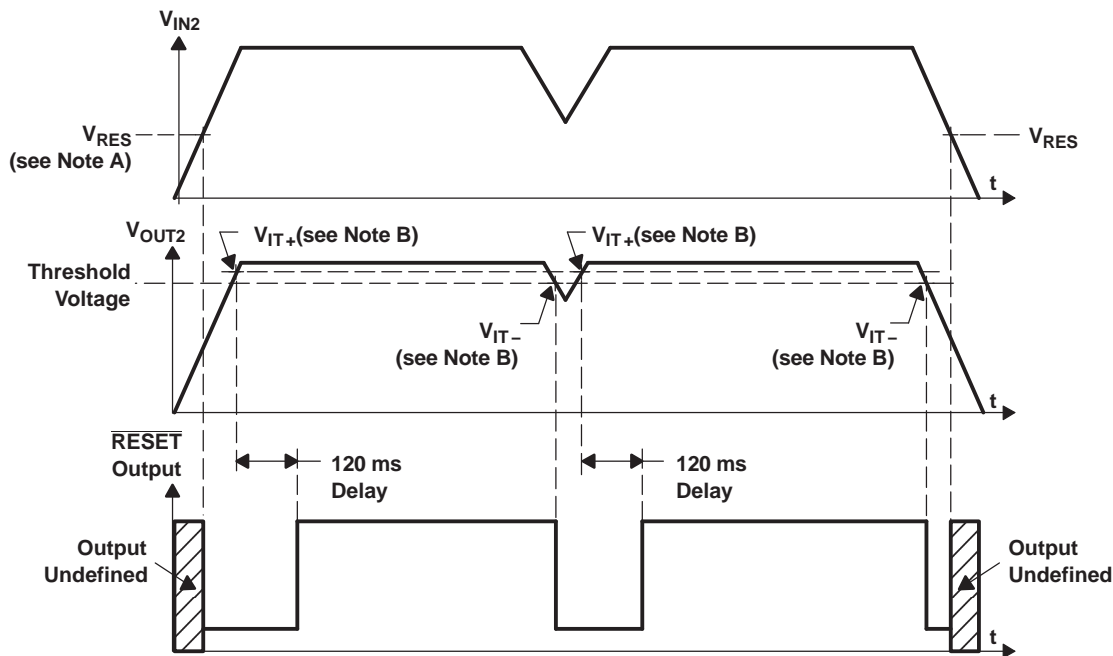 VIN2
VRES
(see Note A)
VRES
t
VOUT2
VIT+(see Note B)
VIT+(see Note B)
Threshold
Voltage
VIT−
(see Note B)
VIT−
(see Note B)
t
RESET
Output
120 ms
Delay
120 ms
Delay
Output
Undefined
Output
Undefined
t